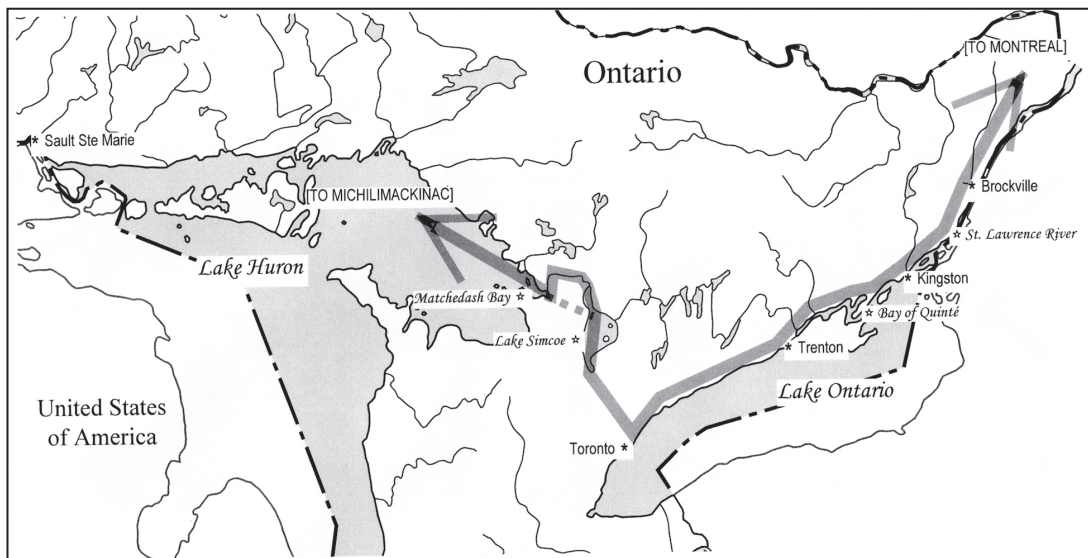 [TO MONTREAL]
Ontario
* Sault Ste Marie
* Brockville
[TO MICHILIMACKINAC]
☆ St. Lawrence River
Lake Huron
* Kingston
Matchedash Bay ☆
☆ Bay of Quinté
Lake Simcoe ☆
* Trenton
Lake Ontario
United States
of America
Toronto *